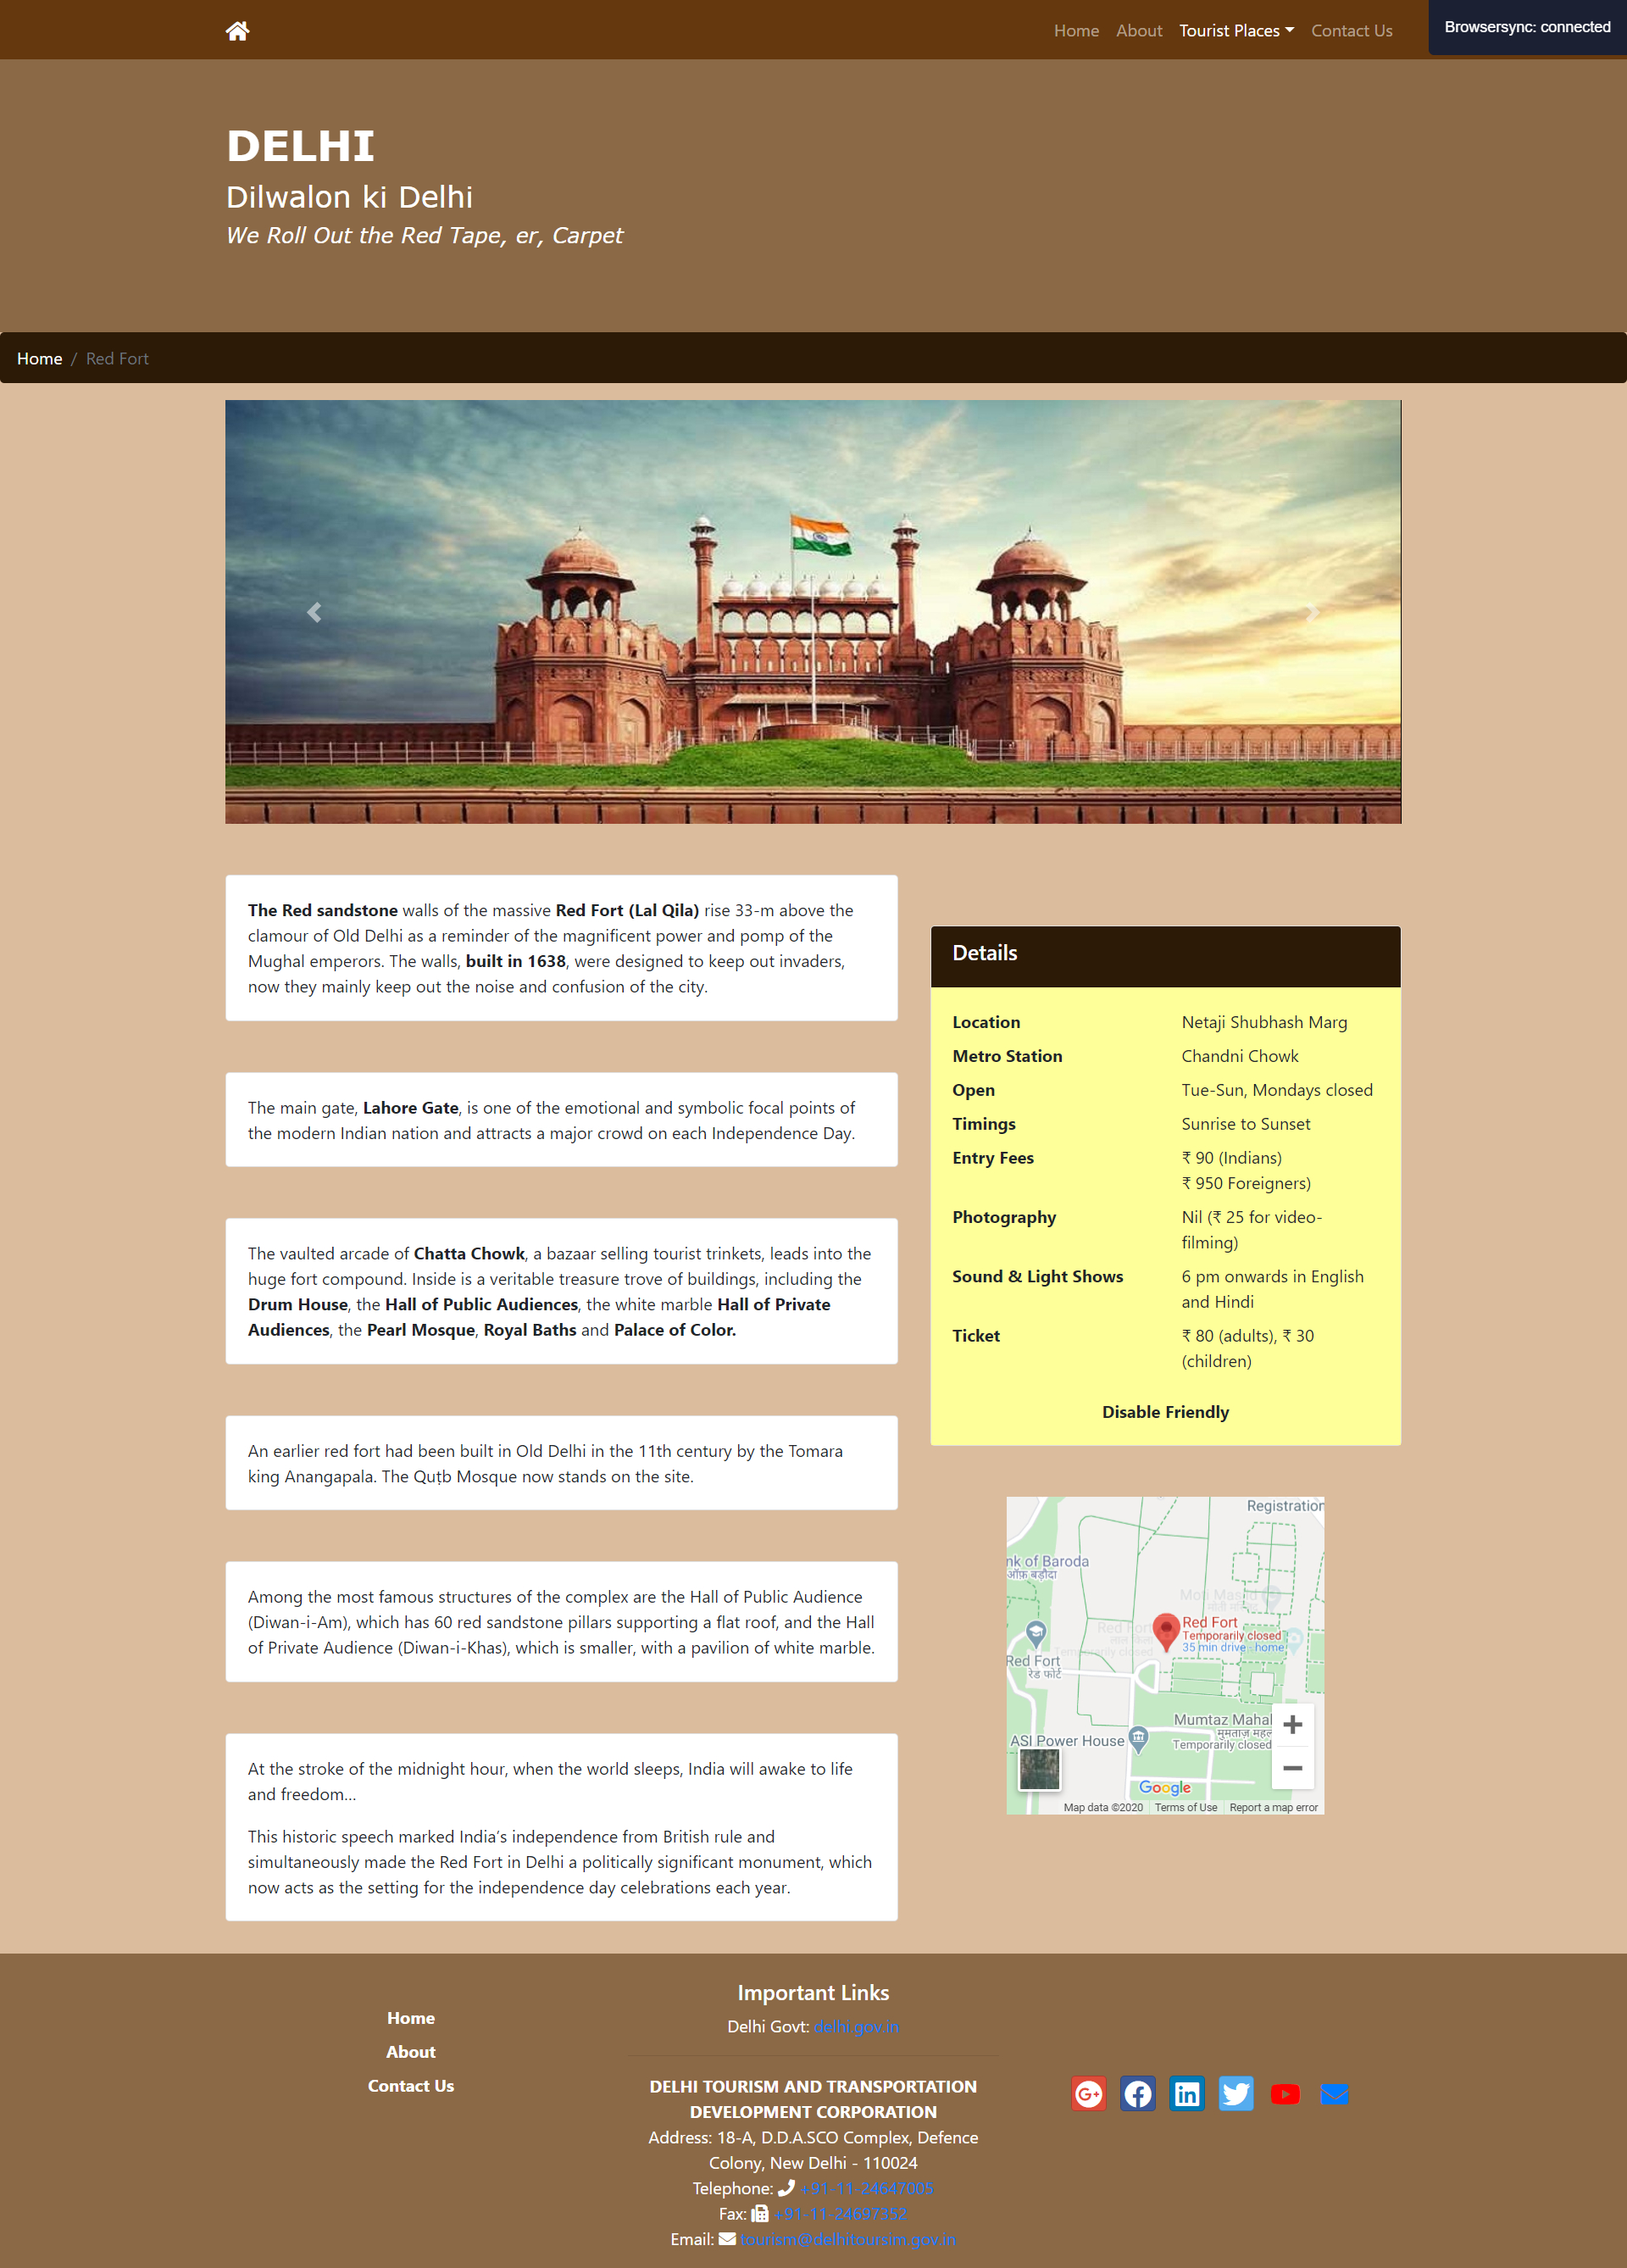 Home About Tourist Places Contact Us
Browsersync: connected
DELHI
Dilwalon ki Delhi
We Roll Out the Red Tape, er, Carpet
Home / Red Fort
The Red sandstone walls of the massive Red Fort (Lal Qila) rise 33-m above the
clamour of Old Delhi as a reminder of the magnificent power and pomp of the
Mughal emperors. The walls, built in 1638, were designed to keep out invaders,
now they mainly keep out the noise and confusion of the city.
The main gate, Lahore Gate, is one of the emotional and symbolic focal points of
the modern Indian nation and attracts a major crowd on each Independence Day.
The vaulted arcade of Chatta Chowk, a bazaar selling tourist trinkets, leads into the
huge fort compound. Inside is a veritable treasure trove of buildings, including the
Drum House, the Hall of Public Audiences, the white marble Hall of Private
Audiences, the Pearl Mosque, Royal Baths and Palace of Color.
An earlier red fort had been built in Old Delhi in the 11th century by the Tomara
king Anangapala. The Quṭb Mosque now stands on the site.
Among the most famous structures of the complex are the Hall of Public Audience
(Diwan-i-Am), which has 60 red sandstone pillars supporting a flat roof, and the Hall
of Private Audience (Diwan-i-Khas), which is smaller, with a pavilion of white marble.
At the stroke of the midnight hour, when the world sleeps, India will awake to life
and freedom...
This historic speech marked India's independence from British rule and
simultaneously made the Red Fort in Delhi a politically significant monument, which
now acts as the setting for the independence day celebrations each year.
Details
Location Netaji Shubhash Marg
Metro Station Chandni Chowk
Open Tue-Sun, Mondays closed
Timings Sunrise to Sunset
Entry Fees ₹ 90 (Indians)
₹ 950 Foreigners)
Photography Nil (₹ 25 for video-
filming)
Sound & Light Shows 6 pm onwards in English
and Hindi
Ticket ₹ 80 (adults), ₹ 30
(children)
Disable Friendly
Registration
nk of Baroda
ऑफ़ बड़ौदा
Moti Masjid
मोती मस्जिद
Red Fort
लाल किला
Temporarily closed
Red Fort
Temporarily closed
35 min drive - home
Red Fort
रेड फोर्ट
Mumtaz Mahal
मुमताज़ महल
Temporarily closed
ASI Power House
Google
Map data ©2020 Terms of Use Report a map error
Home
About
Contact Us
Important Links
Delhi Govt: delhi.gov.in
DELHI TOURISM AND TRANSPORTATION
DEVELOPMENT CORPORATION
Address: 18-A, D.D.A.SCO Complex, Defence
Colony, New Delhi - 110024
Telephone: +91-11-24647005
Fax: +91-11-24697352
Email: tourism@delhitoursim.gov.in